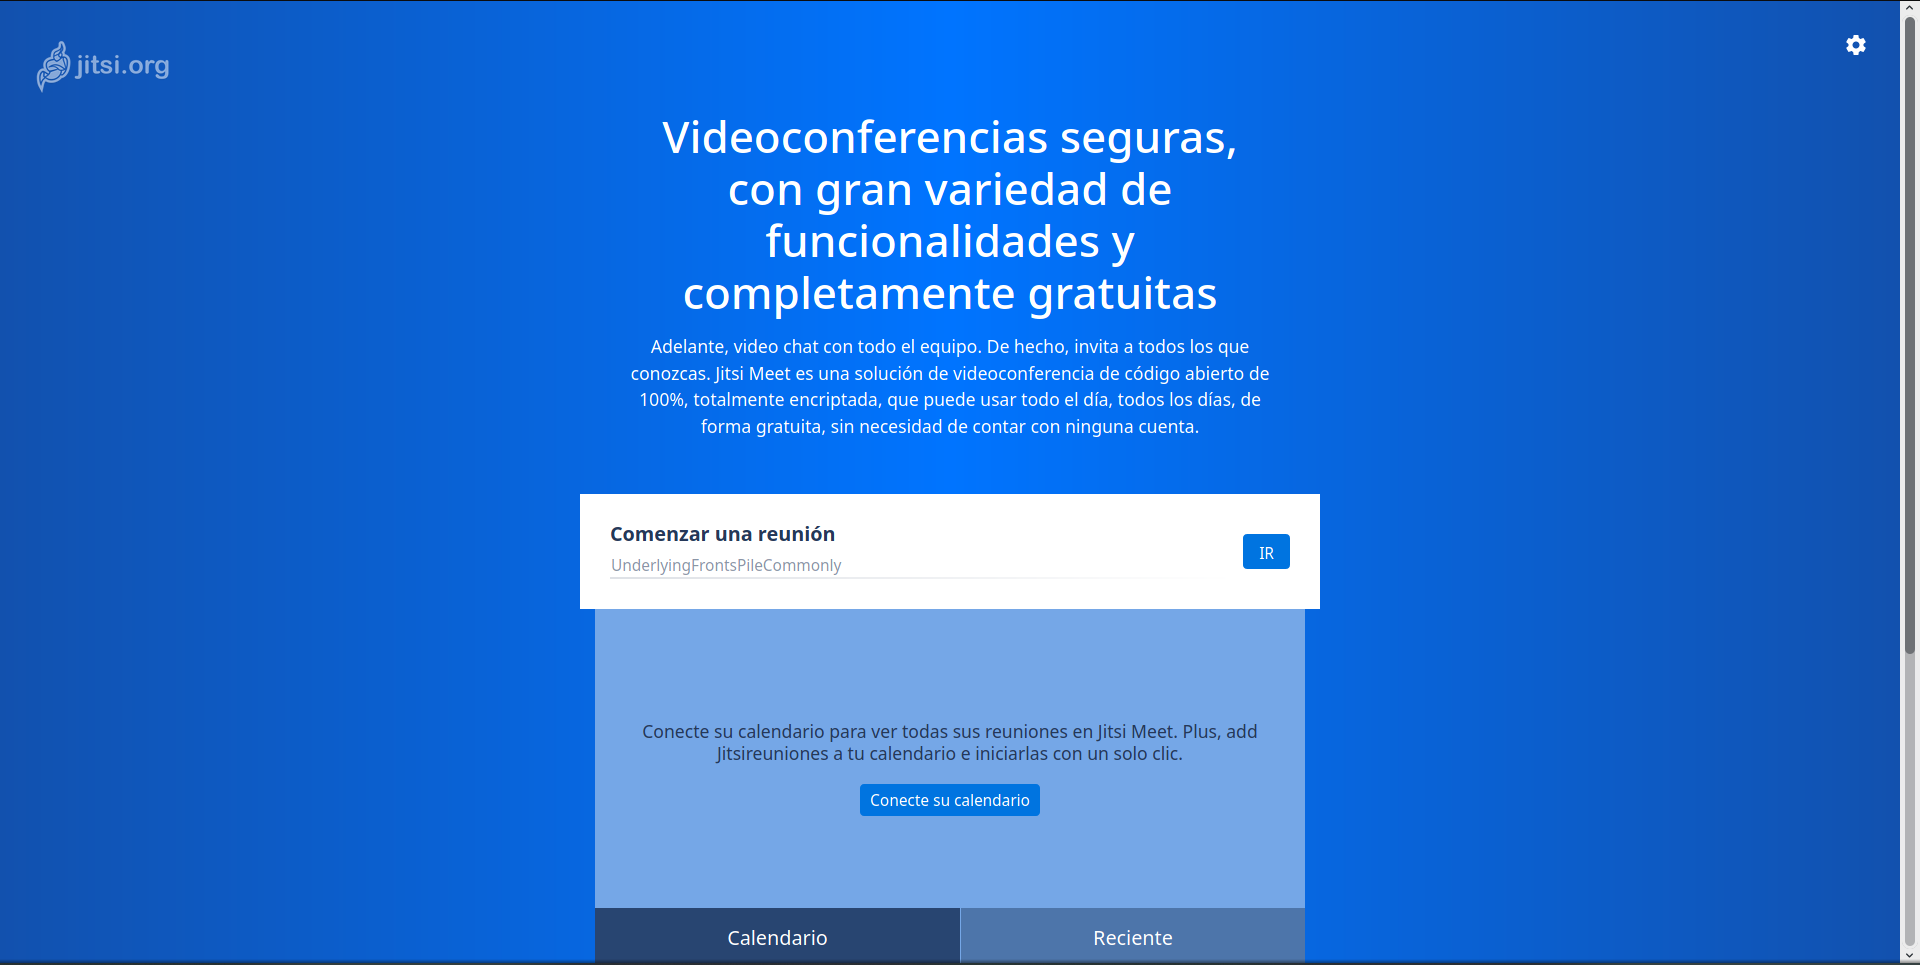 jitsi.org
Videoconferencias seguras,
con gran variedad de
funcionalidades y
completamente gratuitas
Adelante, video chat con todo el equipo. De hecho, invita a todos los que
conozcas. Jitsi Meet es una solución de videoconferencia de código abierto de
100%, totalmente encriptada, que puede usar todo el día, todos los días, de
forma gratuita, sin necesidad de contar con ninguna cuenta.
Comenzar una reunión
UnderlyingFrontsPileCommonly
IR
Conecte su calendario para ver todas sus reuniones en Jitsi Meet. Plus, add
Jitsireuniones a tu calendario e iniciarlas con un solo clic.
Conecte su calendario
Calendario
Reciente